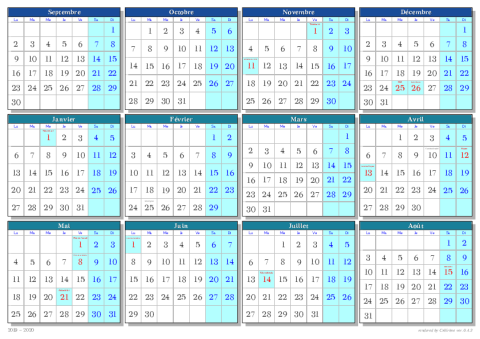 Septembre
Lu Ma Me Je Ve Sa Di
1
2 3 4 5 6 7 8
9 10 11 12 13 14 15
16 17 18 19 20 21 22
23 24 25 26 27 28 29
30
Octobre
Lu Ma Me Je Ve Sa Di
1 2 3 4 5 6
7 8 9 10 11 12 13
14 15 16 17 18 19 20
21 22 23 24 25 26 27
28 29 30 31
Novembre
Lu Ma Me Je Ve Sa Di
1 2 3
4 5 6 7 8 9 10
11 12 13 14 15 16 17
18 19 20 21 22 23 24
25 26 27 28 29 30
Décembre
Lu Ma Me Je Ve Sa Di
1
2 3 4 5 6 7 8
9 10 11 12 13 14 15
16 17 18 19 20 21 22
23 24 25 26 27 28 29
30 31
Janvier
Lu Ma Me Je Ve Sa Di
1 2 3 4 5
6 7 8 9 10 11 12
13 14 15 16 17 18 19
20 21 22 23 24 25 26
27 28 29 30 31
Février
Lu Ma Me Je Ve Sa Di
1 2
3 4 5 6 7 8 9
10 11 12 13 14 15 16
17 18 19 20 21 22 23
24 25 26 27 28 29
Mars
Lu Ma Me Je Ve Sa Di
1
2 3 4 5 6 7 8
9 10 11 12 13 14 15
16 17 18 19 20 21 22
23 24 25 26 27 28 29
30 31
Avril
Lu Ma Me Je Ve Sa Di
1 2 3 4 5
6 7 8 9 10 11 12
13 14 15 16 17 18 19
20 21 22 23 24 25 26
27 28 29 30
Mai
Lu Ma Me Je Ve Sa Di
1 2 3
4 5 6 7 8 9 10
11 12 13 14 15 16 17
18 19 20 21 22 23 24
25 26 27 28 29 30 31
Juin
Lu Ma Me Je Ve Sa Di
1 2 3 4 5 6 7
8 9 10 11 12 13 14
15 16 17 18 19 20 21
22 23 24 25 26 27 28
29 30
Juillet
Lu Ma Me Je Ve Sa Di
1 2 3 4 5
6 7 8 9 10 11 12
13 14 15 16 17 18 19
20 21 22 23 24 25 26
27 28 29 30 31
Août
Lu Ma Me Je Ve Sa Di
1 2
3 4 5 6 7 8 9
10 11 12 13 14 15 16
17 18 19 20 21 22 23
24 25 26 27 28 29 30
31
2019 - 2020